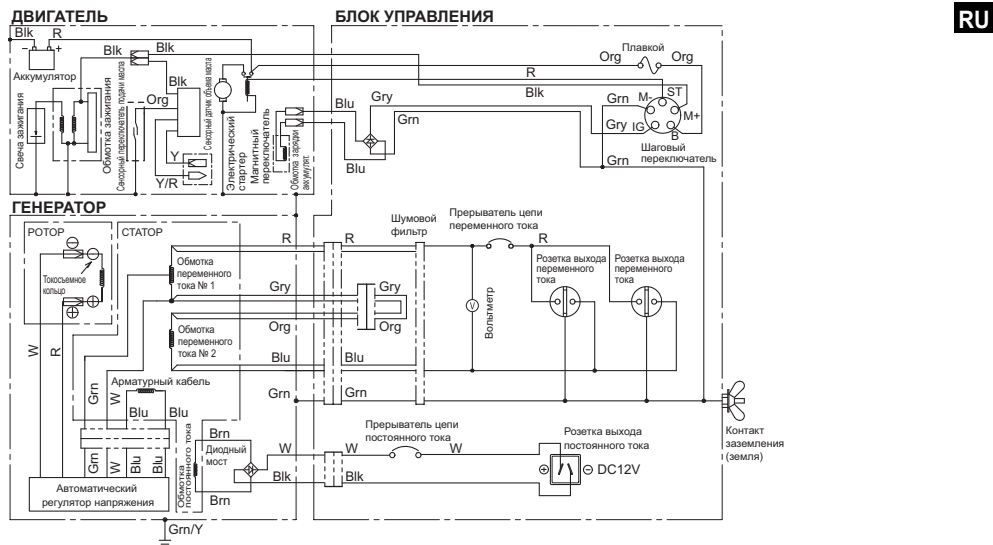 ДВИГАТЕЛЬ
БЛОК УПРАВЛЕНИЯ
RU
Blk
R
Blk
Blk
− +
Аккумулятор
Blk
Org
Свеча зажигания
Обмотка зажигания
Сенсорный переключатель подачи масла
Сенсорный датчик объема масла
Y
Y/R
Электрический
стартер
Магнитный
переключатель
Обмотка зарядки
аккумулят.
Blu
Blu
Gry
Grn
Плавкой
Org
Org
R
Blk
ST
Grn
M-
M+
Gry
IG
B
Grn
Шаговый
переключатель
ГЕНЕРАТОР
РОТОР
СТАТОР
Токосъемное
кольцо
W
R
Grn
W
Обмотка
переменного
тока № 1
Обмотка
переменного
тока № 2
R
R
Gry
Gry
Org
Org
Blu
Blu
Grn
Grn
Шумовой
фильтр
Прерыватель цепи
переменного тока
R
Вольтметр
V
Розетка выхода
переменного
тока
Розетка выхода
переменного
тока
Арматурный кабель
Blu
Blu
Grn
W
Blu
Blu
Автоматический
регулятор напряжения
Обмотка
постоянного тока
Brn
Диодный
мост
Brn
W
W
Blk
Blk
Прерыватель цепи
постоянного тока
W
Розетка выхода
постоянного тока
DC12V
Контакт
заземления
(земля)
Grn/Y